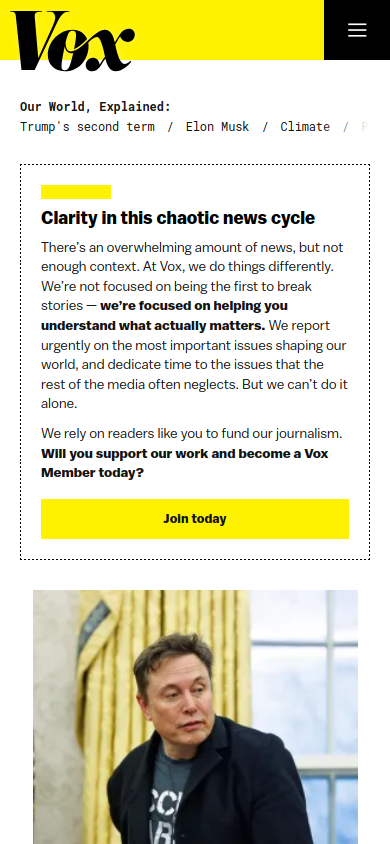 Vox
Our World, Explained:
Trump's second term / Elon Musk / Climate /
Clarity in this chaotic news cycle
There's an overwhelming amount of news, but not
enough context. At Vox, we do things differently.
We're not focused on being the first to break
stories — we're focused on helping you
understand what actually matters. We report
urgently on the most important issues shaping our
world, and dedicate time to the issues that the
rest of the media often neglects. But we can't do it
alone.
We rely on readers like you to fund our journalism.
Will you support our work and become a Vox
Member today?
Join today